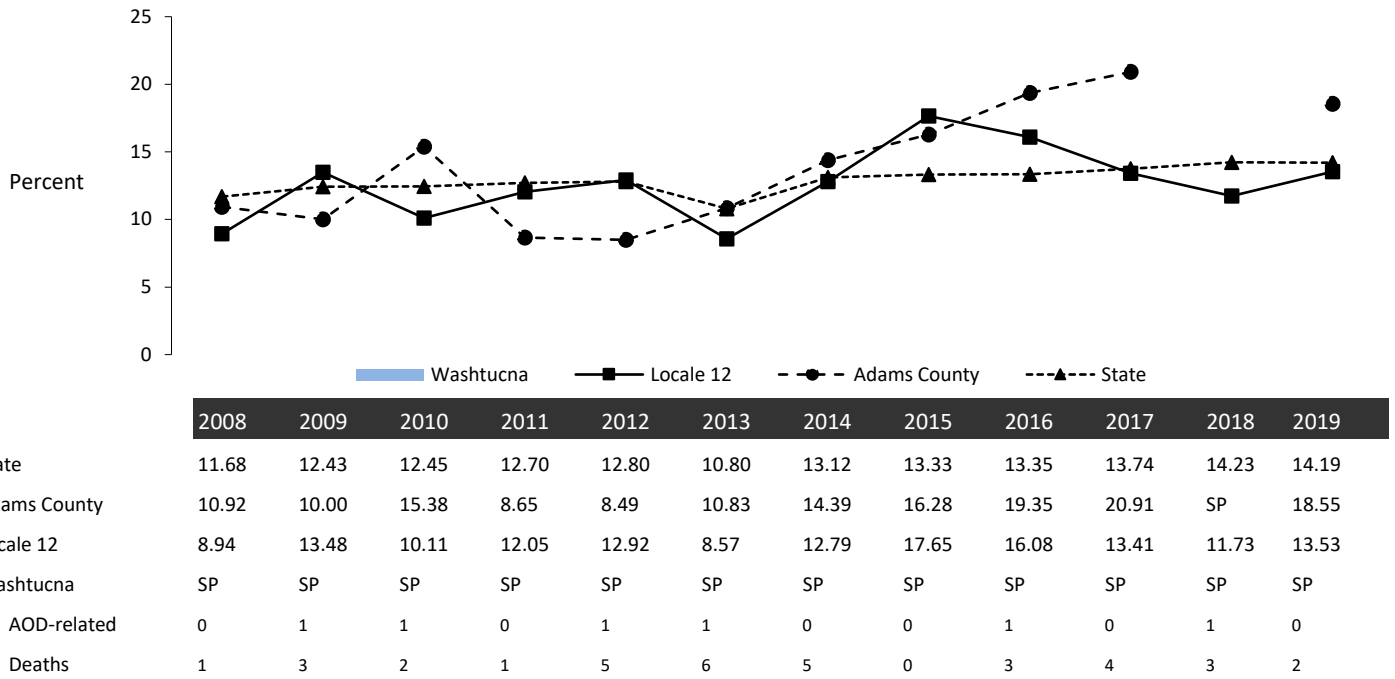 25
20
15
Percent
10
5
0
Washtucna Locale 12 Adams County State
2008 2009 2010 2011 2012 2013 2014 2015 2016 2017 2018 2019
ate 11.68 12.43 12.45 12.70 12.80 10.80 13.12 13.33 13.35 13.74 14.23 14.19
ams County 10.92 10.00 15.38 8.65 8.49 10.83 14.39 16.28 19.35 20.91 SP 18.55
cale 12 8.94 13.48 10.11 12.05 12.92 8.57 12.79 17.65 16.08 13.41 11.73 13.53
ashtucna SP SP SP SP SP SP SP SP SP SP SP SP
AOD-related 0 1 1 0 1 1 0 0 1 0 1 0
Deaths 1 3 2 1 5 6 5 0 3 4 3 2